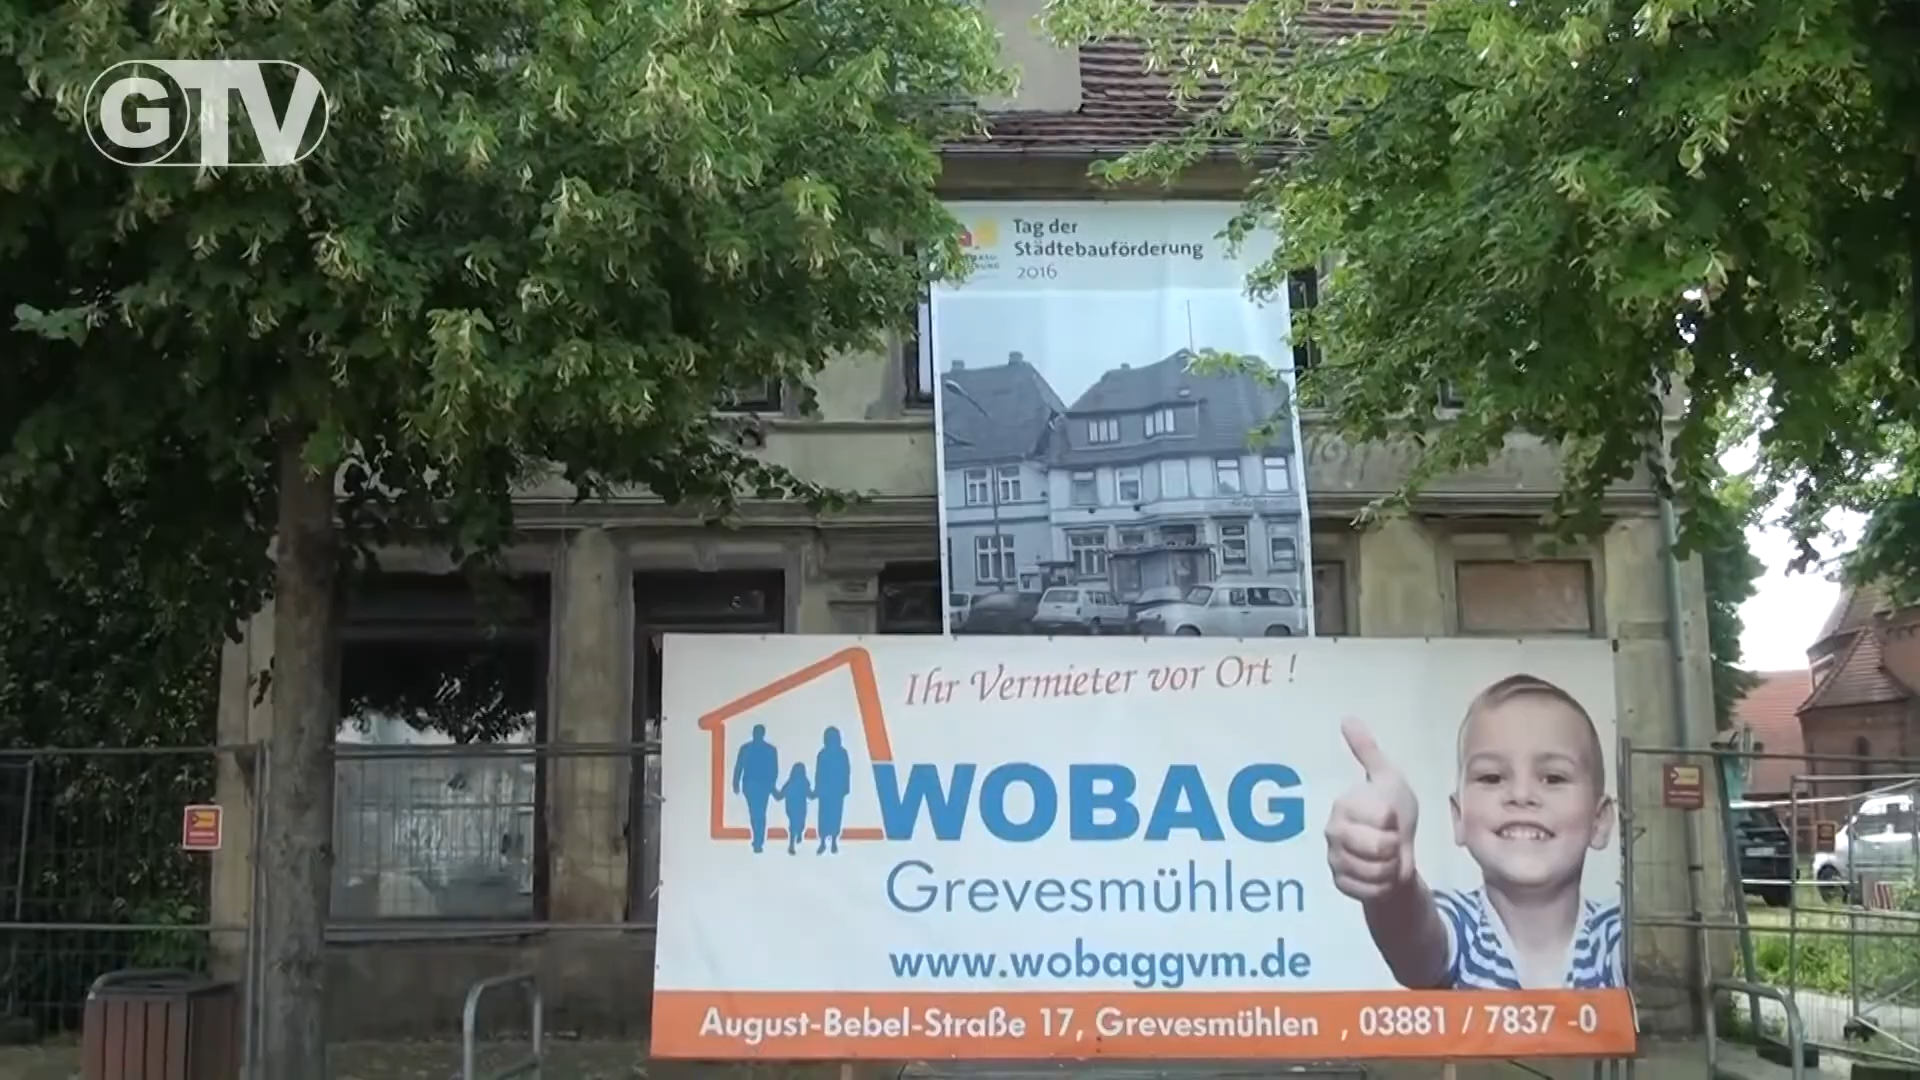 GTV
Tag der
Städtebauförderung
2016
Ihr Vermieter vor Ort !
WOBAG
Grevesmühlen
www.wobaggvm.de
August-Bebel-Straße 17, Grevesmühlen , 03881 / 7837 -0